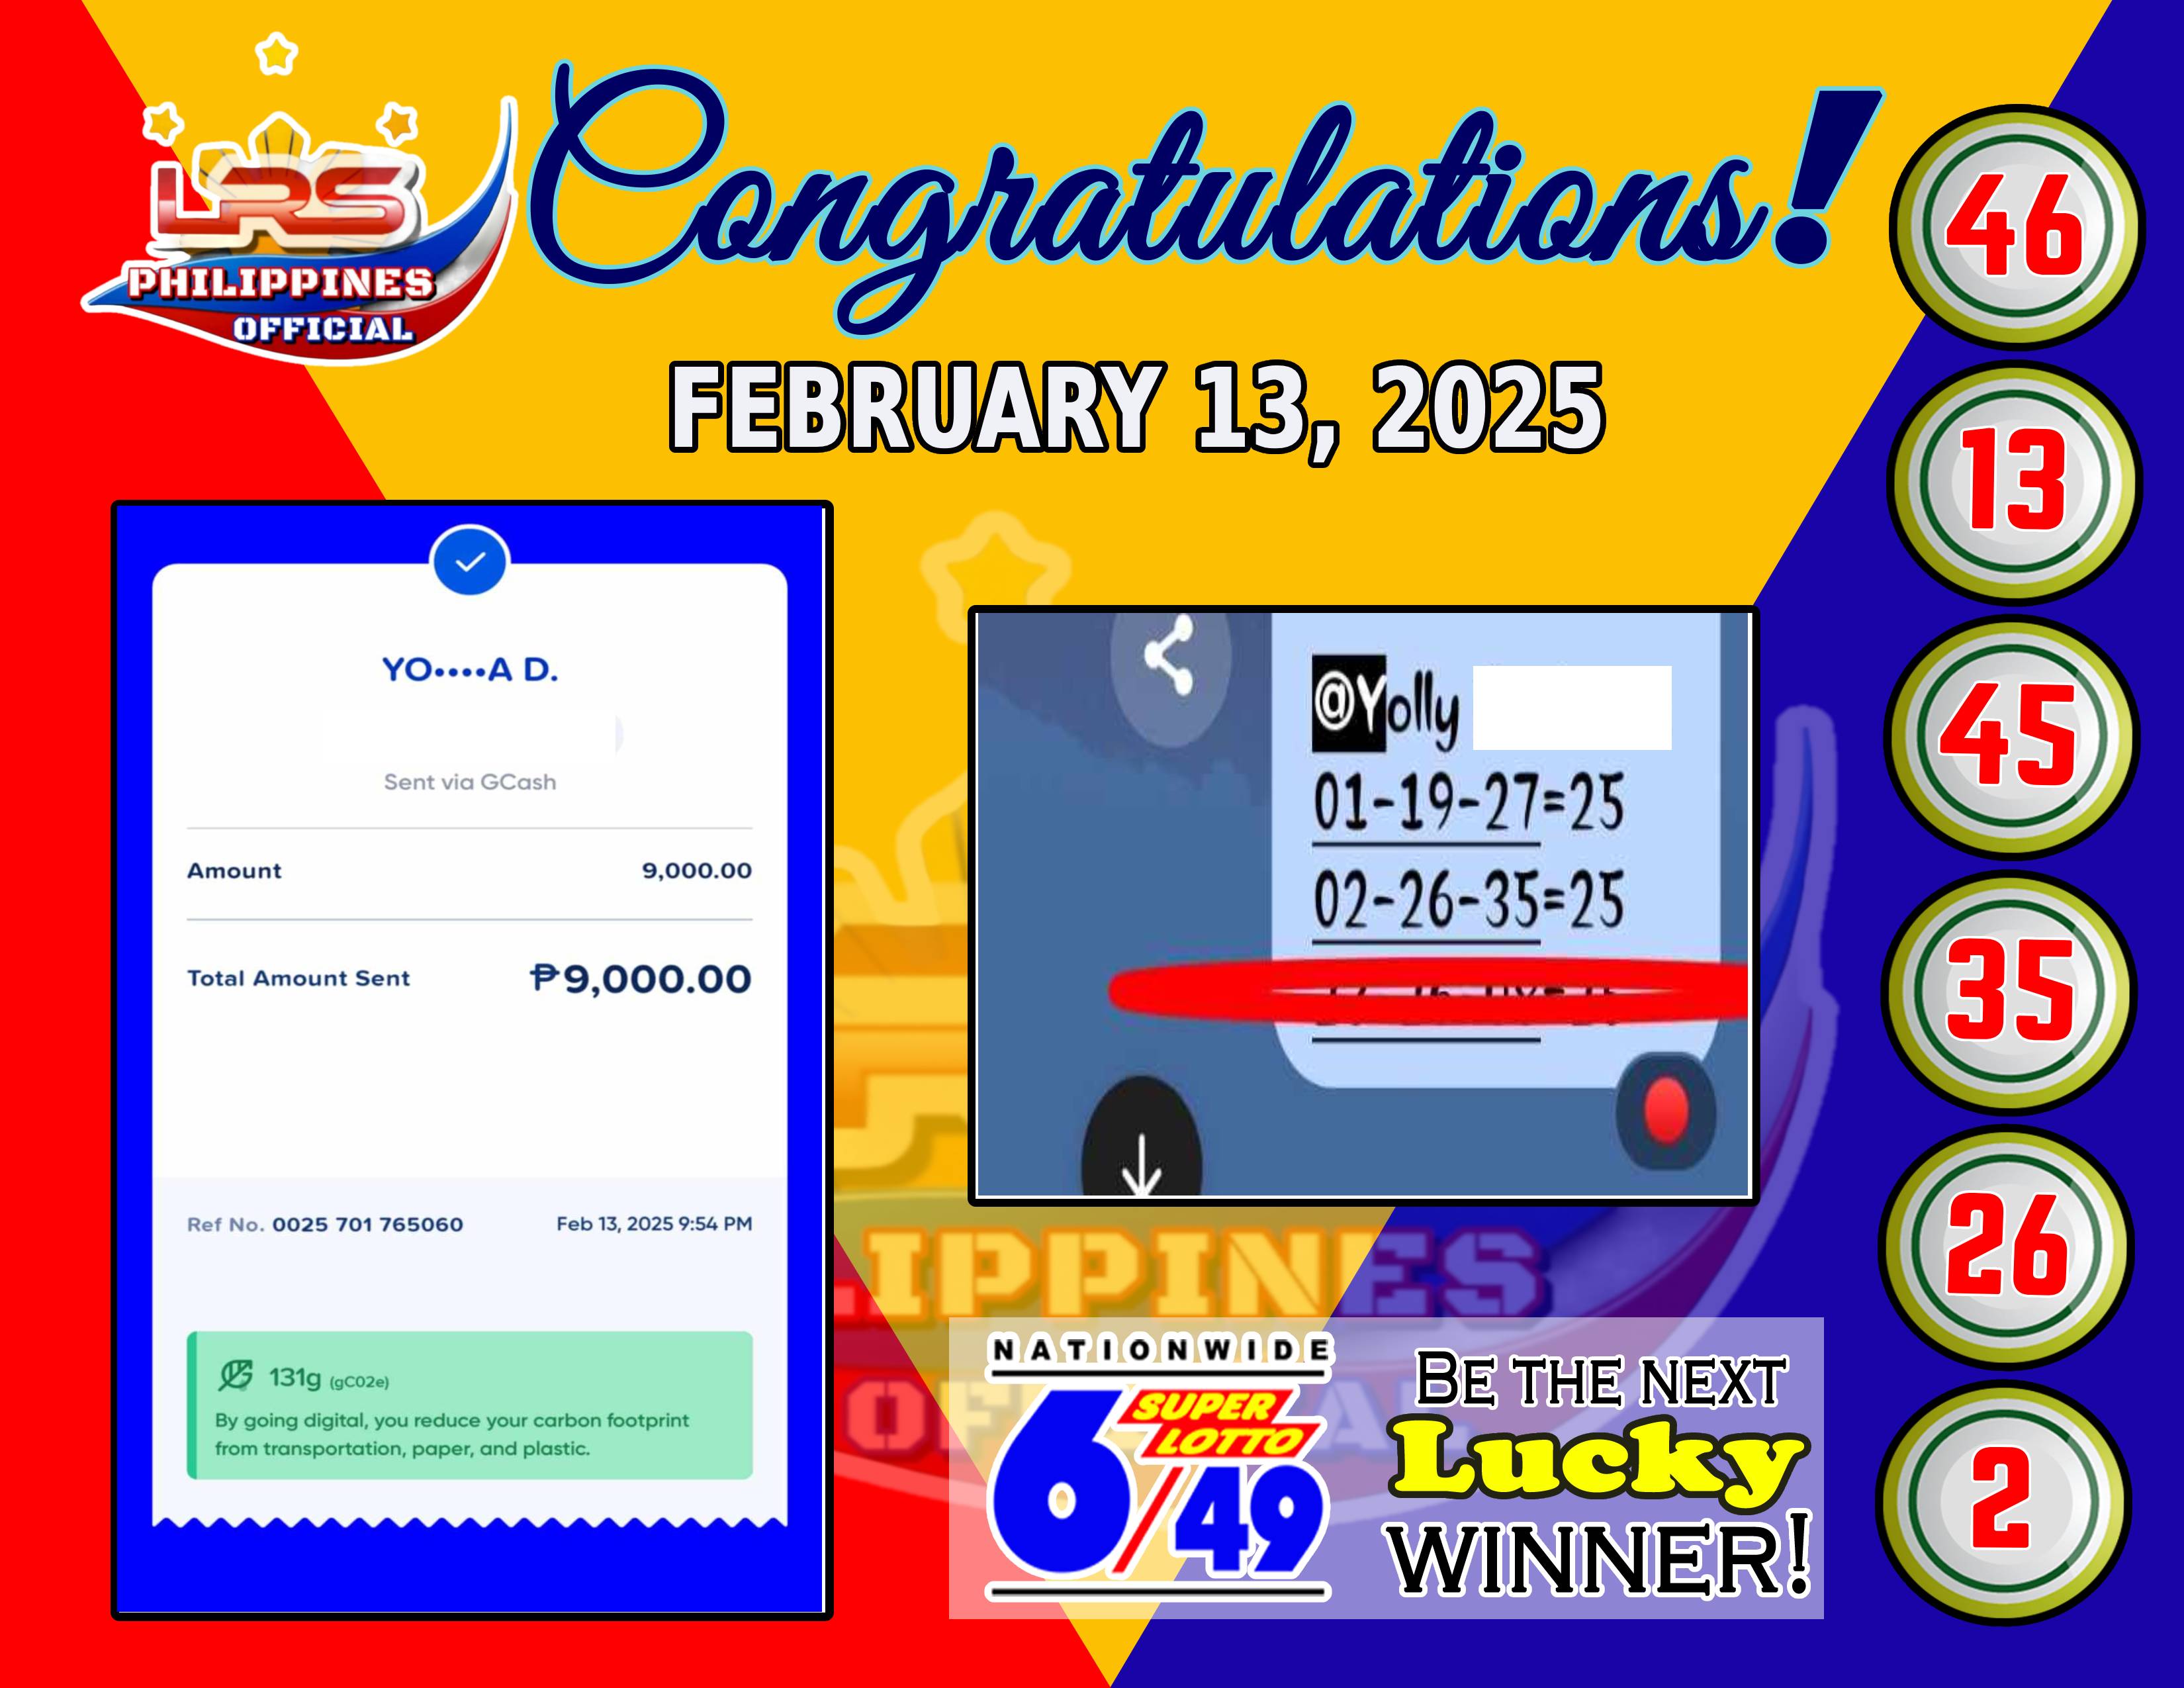 LRS
PHILIPPINES
OFFICIAL
Congratulations!
FEBRUARY 13, 2025
YO••••A D.
Sent via GCash
Amount 9,000.00
Total Amount Sent ₱9,000.00
Ref No. 0025 701 765060 Feb 13, 2025 9:54 PM
131g (gCO2e)
By going digital, you reduce your carbon footprint
from transportation, paper, and plastic.
@Yolly
01-19-27=25
02-26-35=25
LIPPINES
NATIONWIDE
SUPER
LOTTO
6/49
BE THE NEXT
Lucky
WINNER!
46
13
45
35
26
2